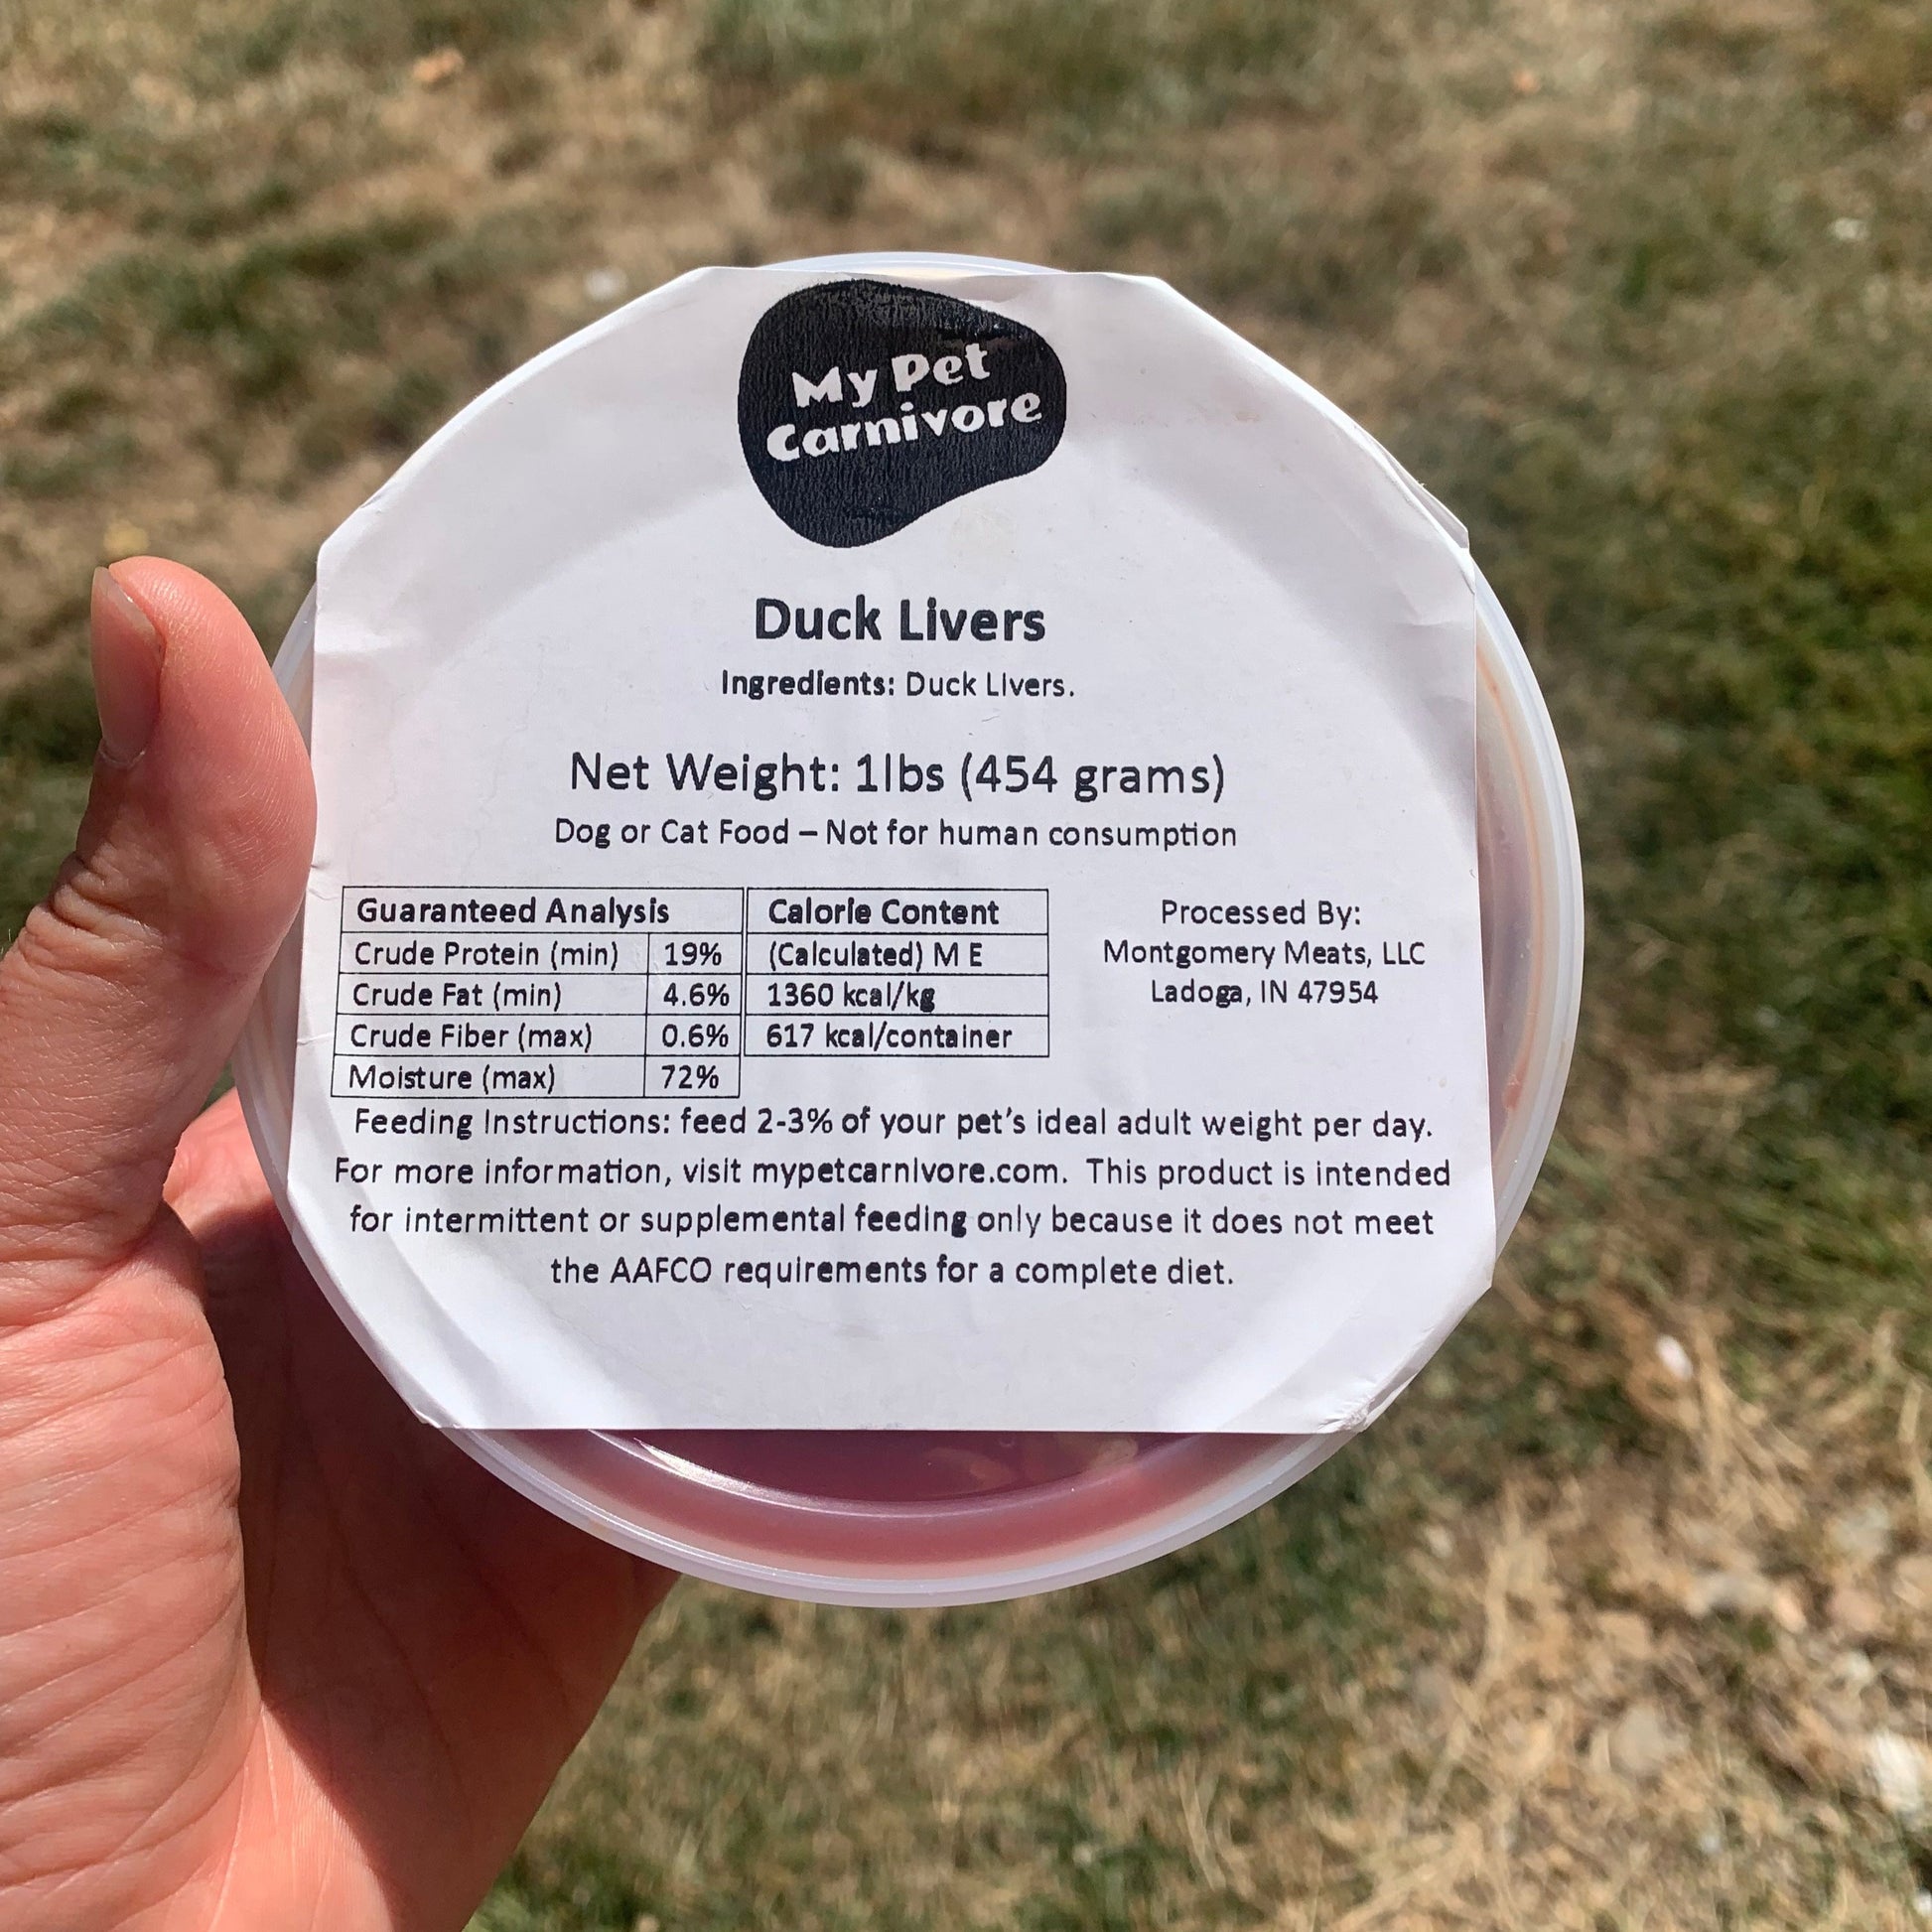 My Pet
Carnivore
Duck Livers
Ingredients: Duck Livers.
Net Weight: 1lbs (454 grams)
Dog or Cat Food – Not for human consumption
Guaranteed Analysis
Crude Protein (min) 19%
Crude Fat (min) 4.6%
Crude Fiber (max) 0.6%
Moisture (max) 72%
Calorie Content
(Calculated) M E
1360 kcal/kg
617 kcal/container
Processed By:
Montgomery Meats, LLC
Ladoga, IN 47954
Feeding Instructions: feed 2-3% of your pet's ideal adult weight per day.
For more information, visit mypetcarnivore.com. This product is intended
for intermittent or supplemental feeding only because it does not meet
the AAFCO requirements for a complete diet.